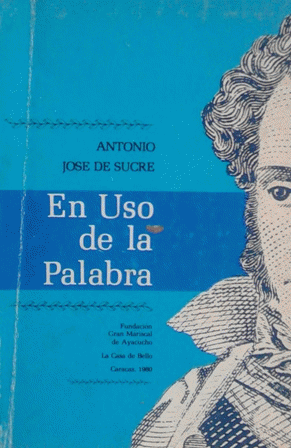 ANTONIO
JOSE DE SUCRE
En Uso
de la
Palabra
Fundación
Gran Mariscal
de Ayacucho
La Casa de Bello
Caracas, 1980